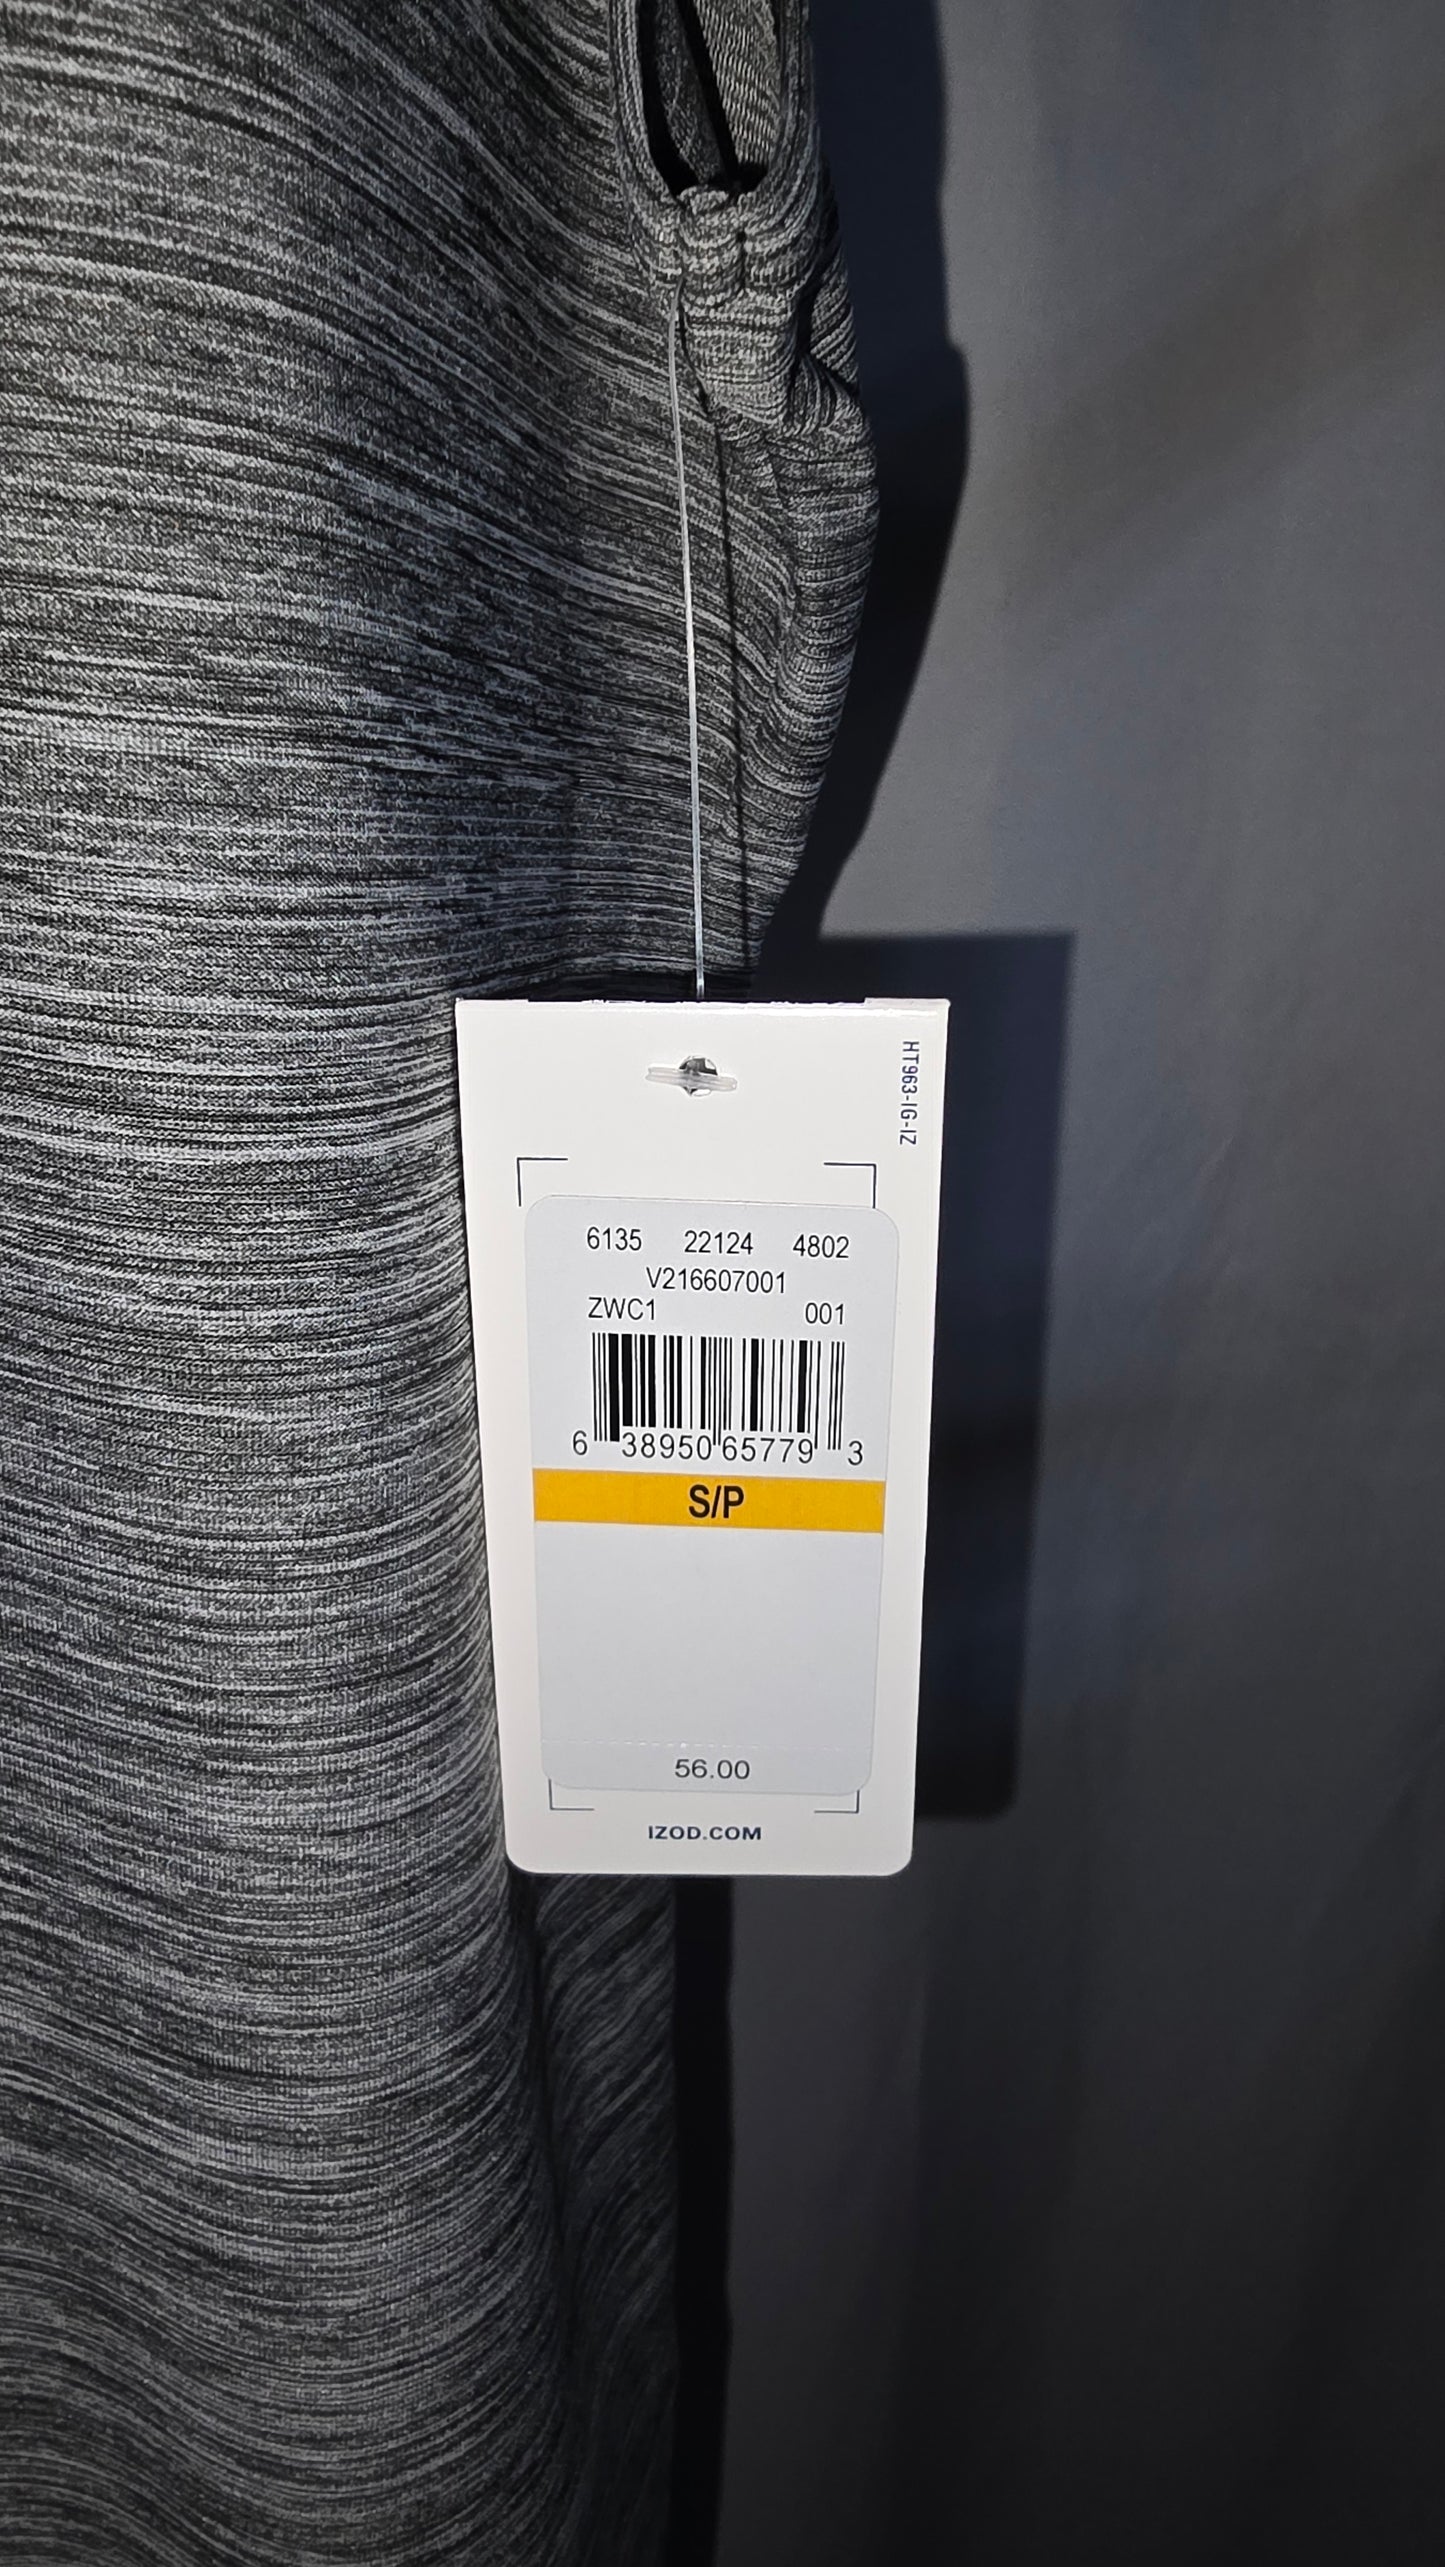 HT963-IG-IZ
6135 22124 4802
V216607001
ZWC1 001
6 38950 65779 3
S/P
56.00
IZOD.COM